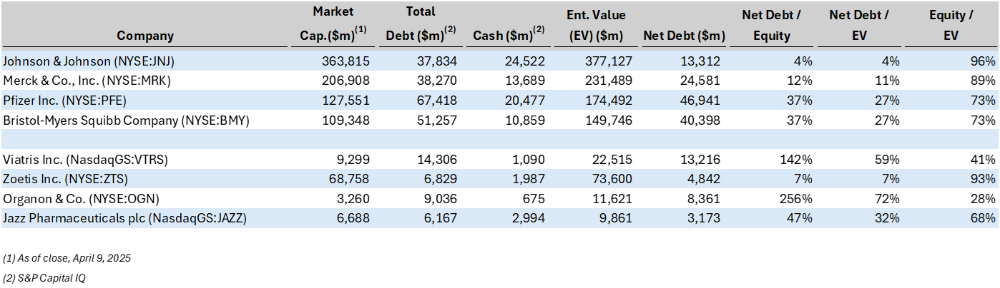 Market Total Ent. Value Net Debt / Net Debt / Equity /
Company Cap.($m)(1) Debt ($m)(2) Cash ($m)(2) (EV) ($m) Net Debt ($m) Equity EV EV
Johnson & Johnson (NYSE:JNJ) 363,815 37,834 24,522 377,127 13,312 4% 4% 96%
Merck & Co., Inc. (NYSE:MRK) 206,908 38,270 13,689 231,489 24,581 12% 11% 89%
Pfizer Inc. (NYSE:PFE) 127,551 67,418 20,477 174,492 46,941 37% 27% 73%
Bristol-Myers Squibb Company (NYSE:BMY) 109,348 51,257 10,859 149,746 40,398 37% 27% 73%
Viatris Inc. (NasdaqGS:VTRS) 9,299 14,306 1,090 22,515 13,216 142% 59% 41%
Zoetis Inc. (NYSE:ZTS) 68,758 6,829 1,987 73,600 4,842 7% 7% 93%
Organon & Co. (NYSE:OGN) 3,260 9,036 675 11,621 8,361 256% 72% 28%
Jazz Pharmaceuticals plc (NasdaqGS:JAZZ) 6,688 6,167 2,994 9,861 3,173 47% 32% 68%
(1) As of close, April 9, 2025
(2) S&P Capital IQ